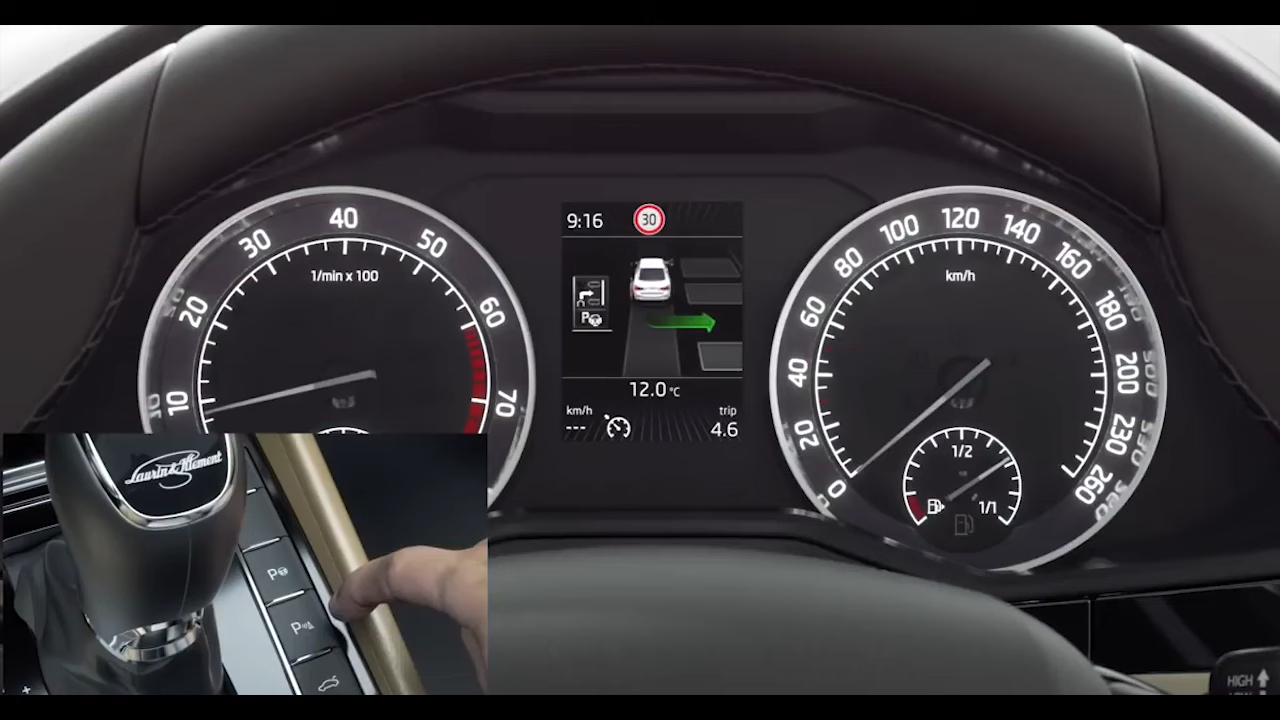 9:16 30
P
12.0 °C
km/h trip
--- 4.6
10 20 30 40 50 60 70
1/min x 100
0 20 40 60 80 100 120 140 160 180 200 230 260
km/h
1/2
1/1
Laurin & Klement
P
P
HIGH